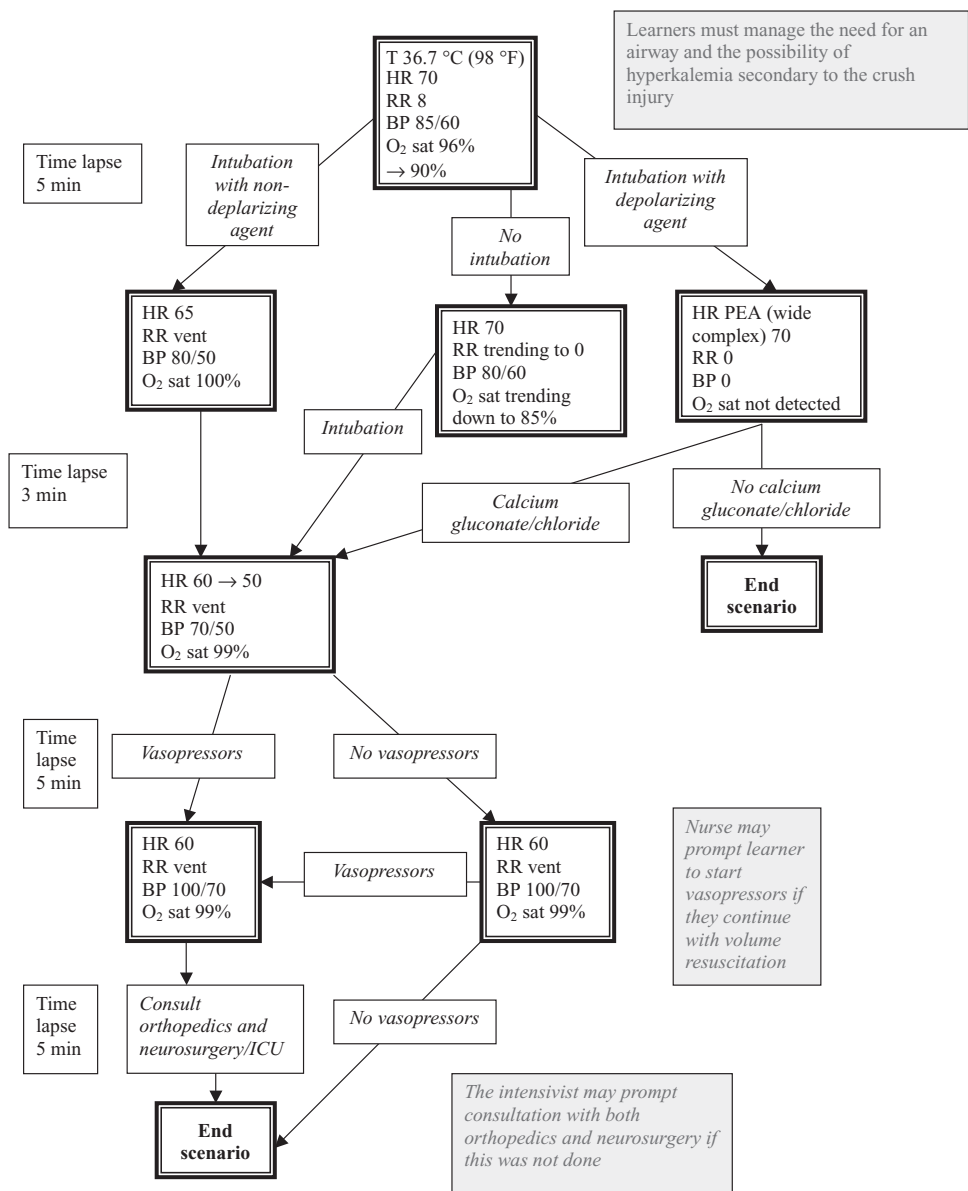 Learners must manage the need for an
airway and the possibility of
hyperkalemia secondary to the crush
injury
T 36.7 °C (98 °F)
HR 70
RR 8
BP 85/60
O₂ sat 96%
→ 90%
Time lapse
5 min
Intubation
with non-
deplarizing
agent
No
intubation
Intubation with
depolarizing
agent
HR 65
RR vent
BP 80/50
O₂ sat 100%
HR 70
RR trending to 0
BP 80/60
O₂ sat trending
down to 85%
HR PEA (wide
complex) 70
RR 0
BP 0
O₂ sat not detected
Time lapse
3 min
Intubation
Calcium
gluconate/chloride
No calcium
gluconate/chloride
HR 60 → 50
RR vent
BP 70/50
O₂ sat 99%
End
scenario
Time
lapse
5 min
Vasopressors
No vasopressors
HR 60
RR vent
BP 100/70
O₂ sat 99%
Vasopressors
HR 60
RR vent
BP 100/70
O₂ sat 99%
Nurse may
prompt learner
to start
vasopressors if
they continue
with volume
resuscitation
Time
lapse
5 min
Consult
orthopedics and
neurosurgery/ICU
No vasopressors
End
scenario
The intensivist may prompt
consultation with both
orthopedics and neurosurgery if
this was not done